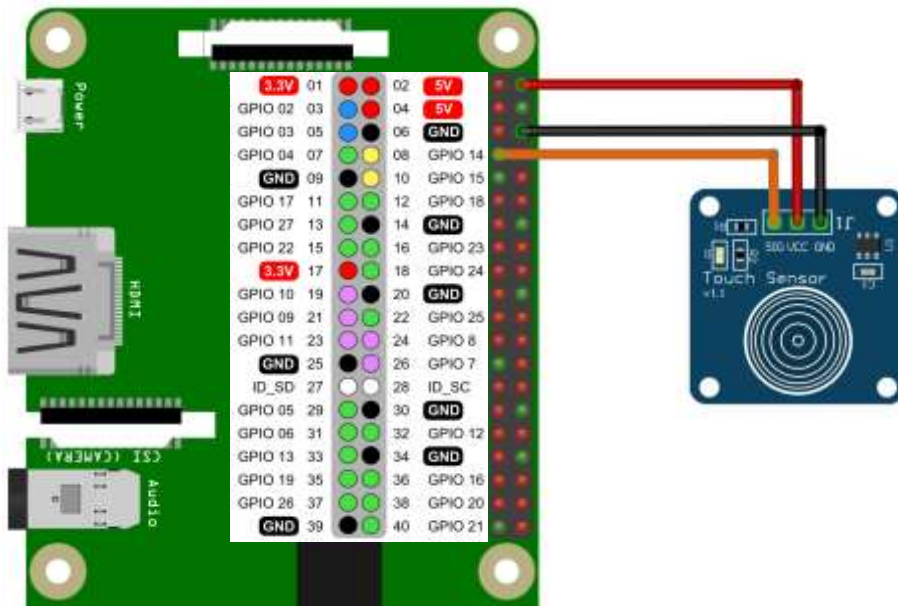 3.3V 01 02 5V
GPIO 02 03 04 5V
GPIO 03 05 06 GND
GPIO 04 07 08 GPIO 14
GND 09 10 GPIO 15
GPIO 17 11 12 GPIO 18
GPIO 27 13 14 GND
GPIO 22 15 16 GPIO 23
3.3V 17 18 GPIO 24
GPIO 10 19 20 GND
GPIO 09 21 22 GPIO 25
GPIO 11 23 24 GPIO 8
GND 25 26 GPIO 7
ID_SD 27 28 ID_SC
GPIO 05 29 30 GND
GPIO 06 31 32 GPIO 12
GPIO 13 33 34 GND
GPIO 19 35 36 GPIO 16
GPIO 26 37 38 GPIO 20
GND 39 40 GPIO 21
Power
HDMI
CSI (CAMERA)
Audio
J1
SIG VCC GND
Touch Sensor
v1.1
C1